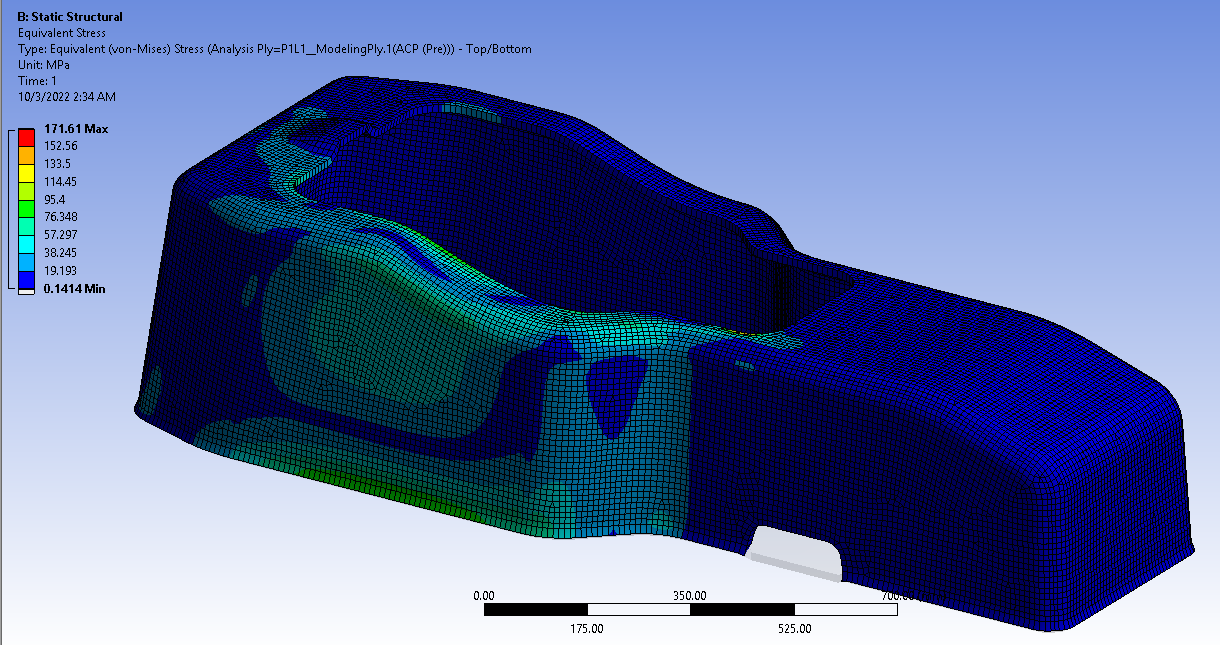 B: Static Structural
Equivalent Stress
Type: Equivalent (von-Mises) Stress (Analysis Ply=P1L1__ModelingPly.1(ACP (Pre))) - Top/Bottom
Unit: MPa
Time: 1
10/3/2022 2:34 AM
171.61 Max
152.56
133.5
114.45
95.4
76.348
57.297
38.245
19.193
0.1414 Min
0.00 350.00 700.00
175.00 525.00